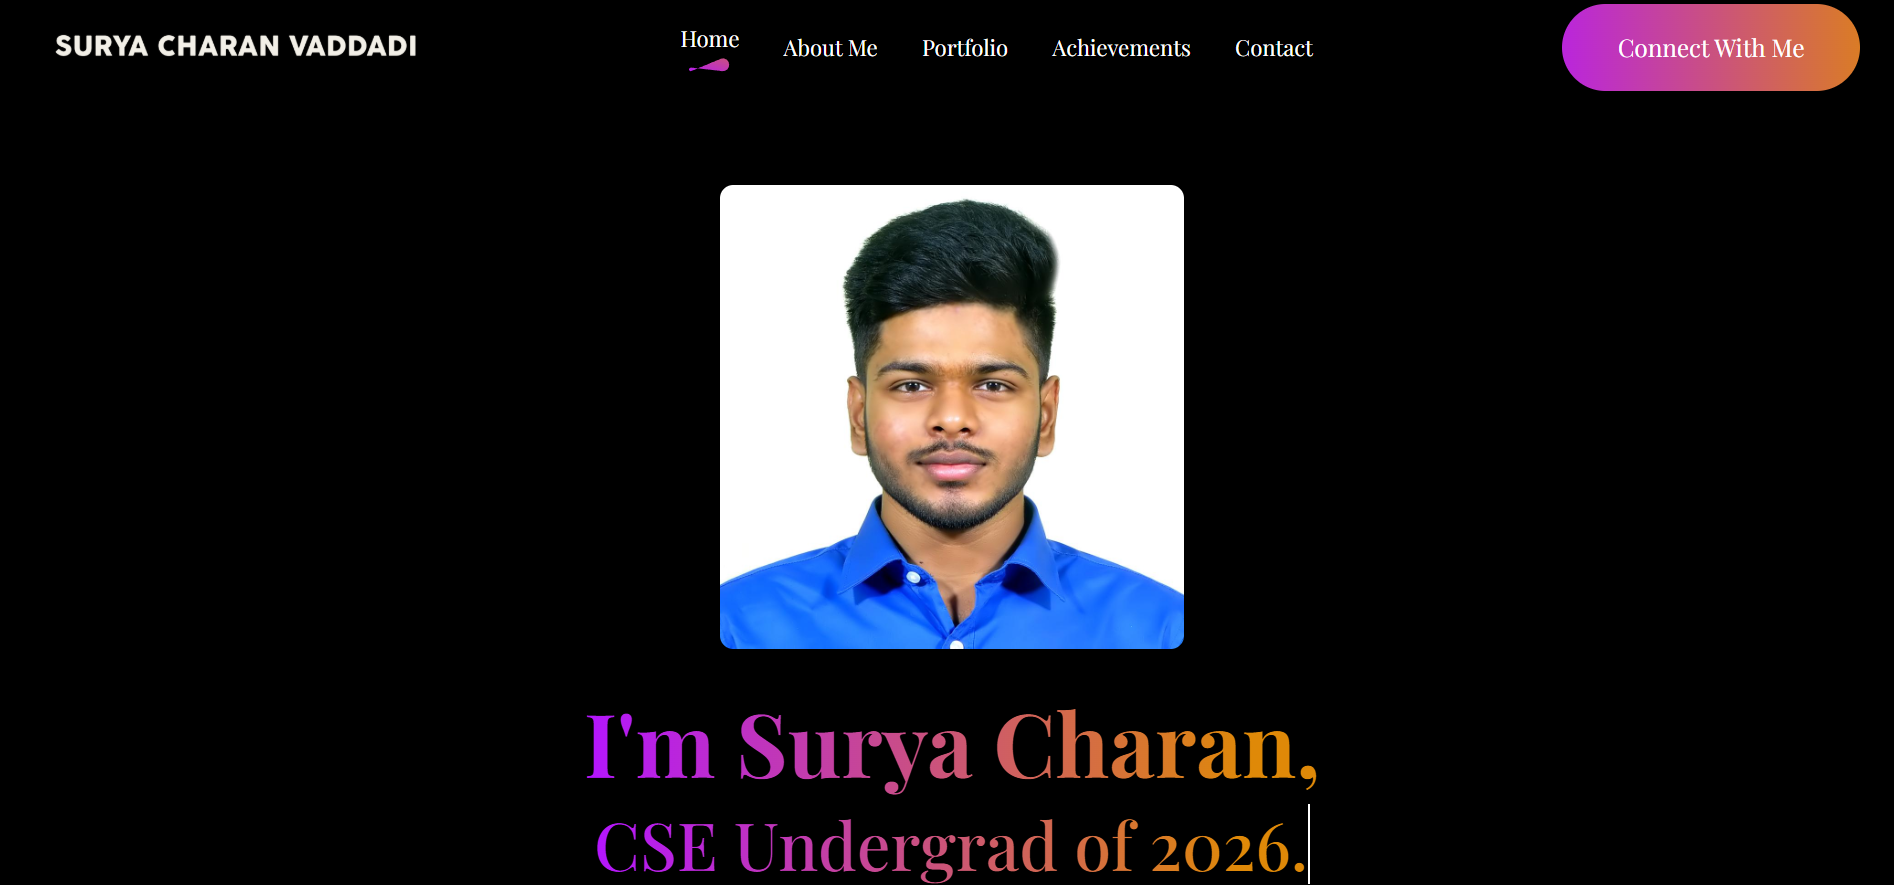 SURYA CHARAN VADDADI
Home
About Me
Portfolio
Achievements
Contact
Connect With Me
I'm Surya Charan,
CSE Undergrad of 2026.